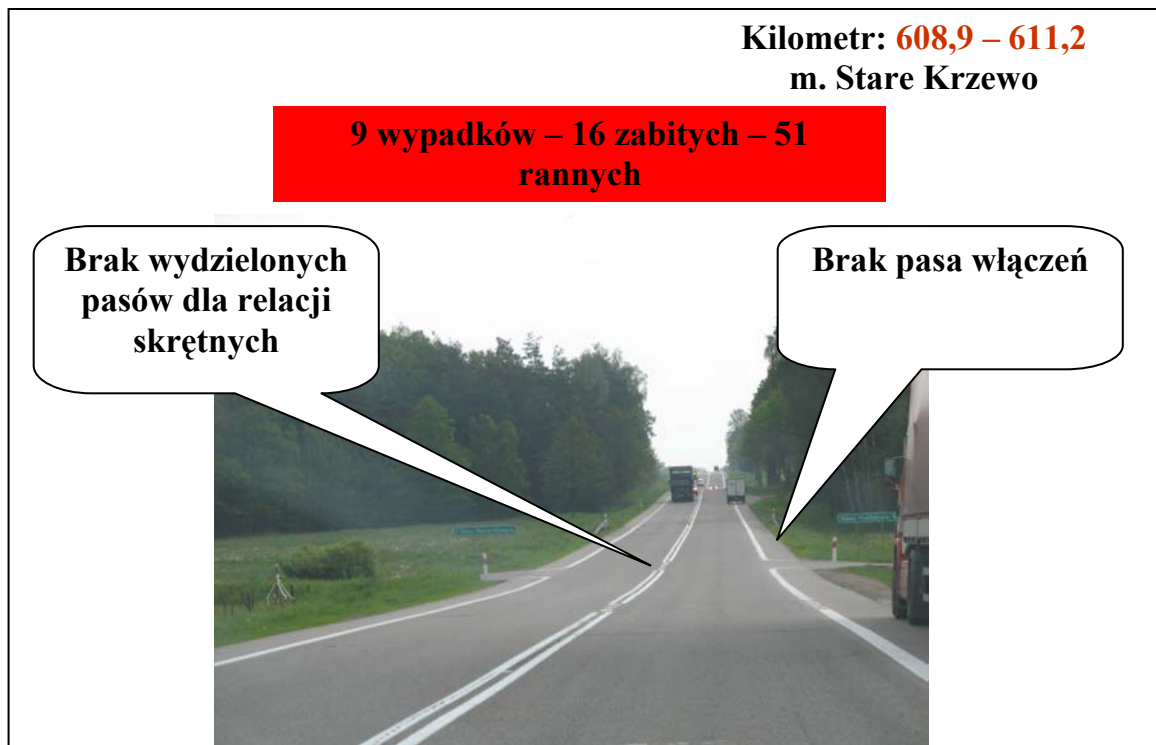 Kilometr: 608,9 – 611,2
m. Stare Krzewo
9 wypadków – 16 zabitych – 51
rannych
Brak wydzielonych
pasów dla relacji
skrętnych
Brak pasa włączeń